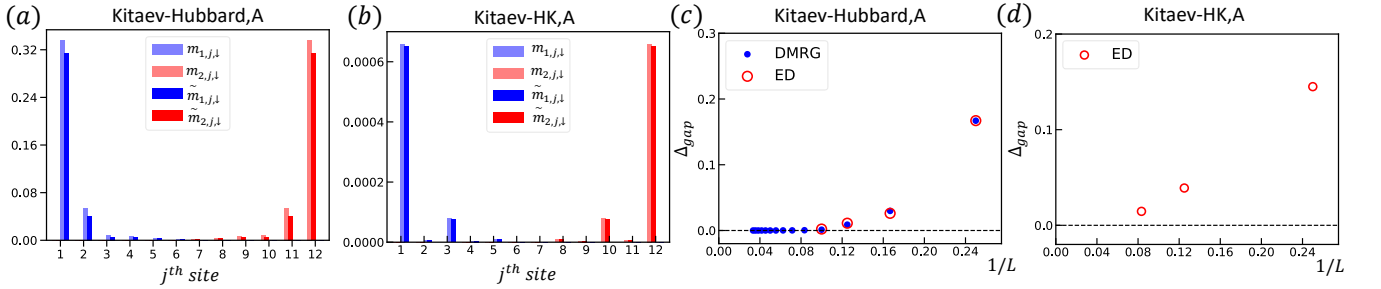 (a)
Kitaev-Hubbard,A
0.32
0.24
0.16
0.08
0.00
m1,j,↓
m2,j,↓
m̃1,j,↓
m̃2,j,↓
1 2 3 4 5 6 7 8 9 10 11 12
jth site
(b)
Kitaev-HK,A
0.0006
0.0004
0.0002
0.0000
m1,j,↓
m2,j,↓
m̃1,j,↓
m̃2,j,↓
1 2 3 4 5 6 7 8 9 10 11 12
jth site
(c)
Kitaev-Hubbard,A
DMRG
ED
Δgap
0.3
0.2
0.1
0.0
0.00 0.04 0.08 0.12 0.16 0.20 0.24
1/L
(d)
Kitaev-HK,A
ED
Δgap
0.2
0.1
0.0
0.00 0.04 0.08 0.12 0.16 0.20 0.24
1/L